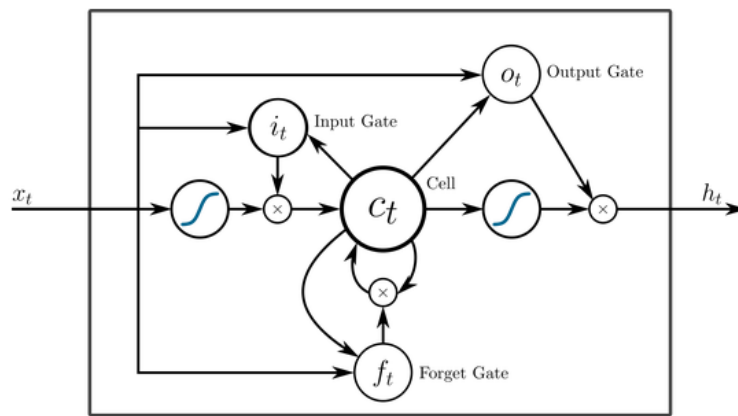 o_t Output Gate
i_t Input Gate
x_t
Cell
c_t
h_t
×
×
×
f_t Forget Gate